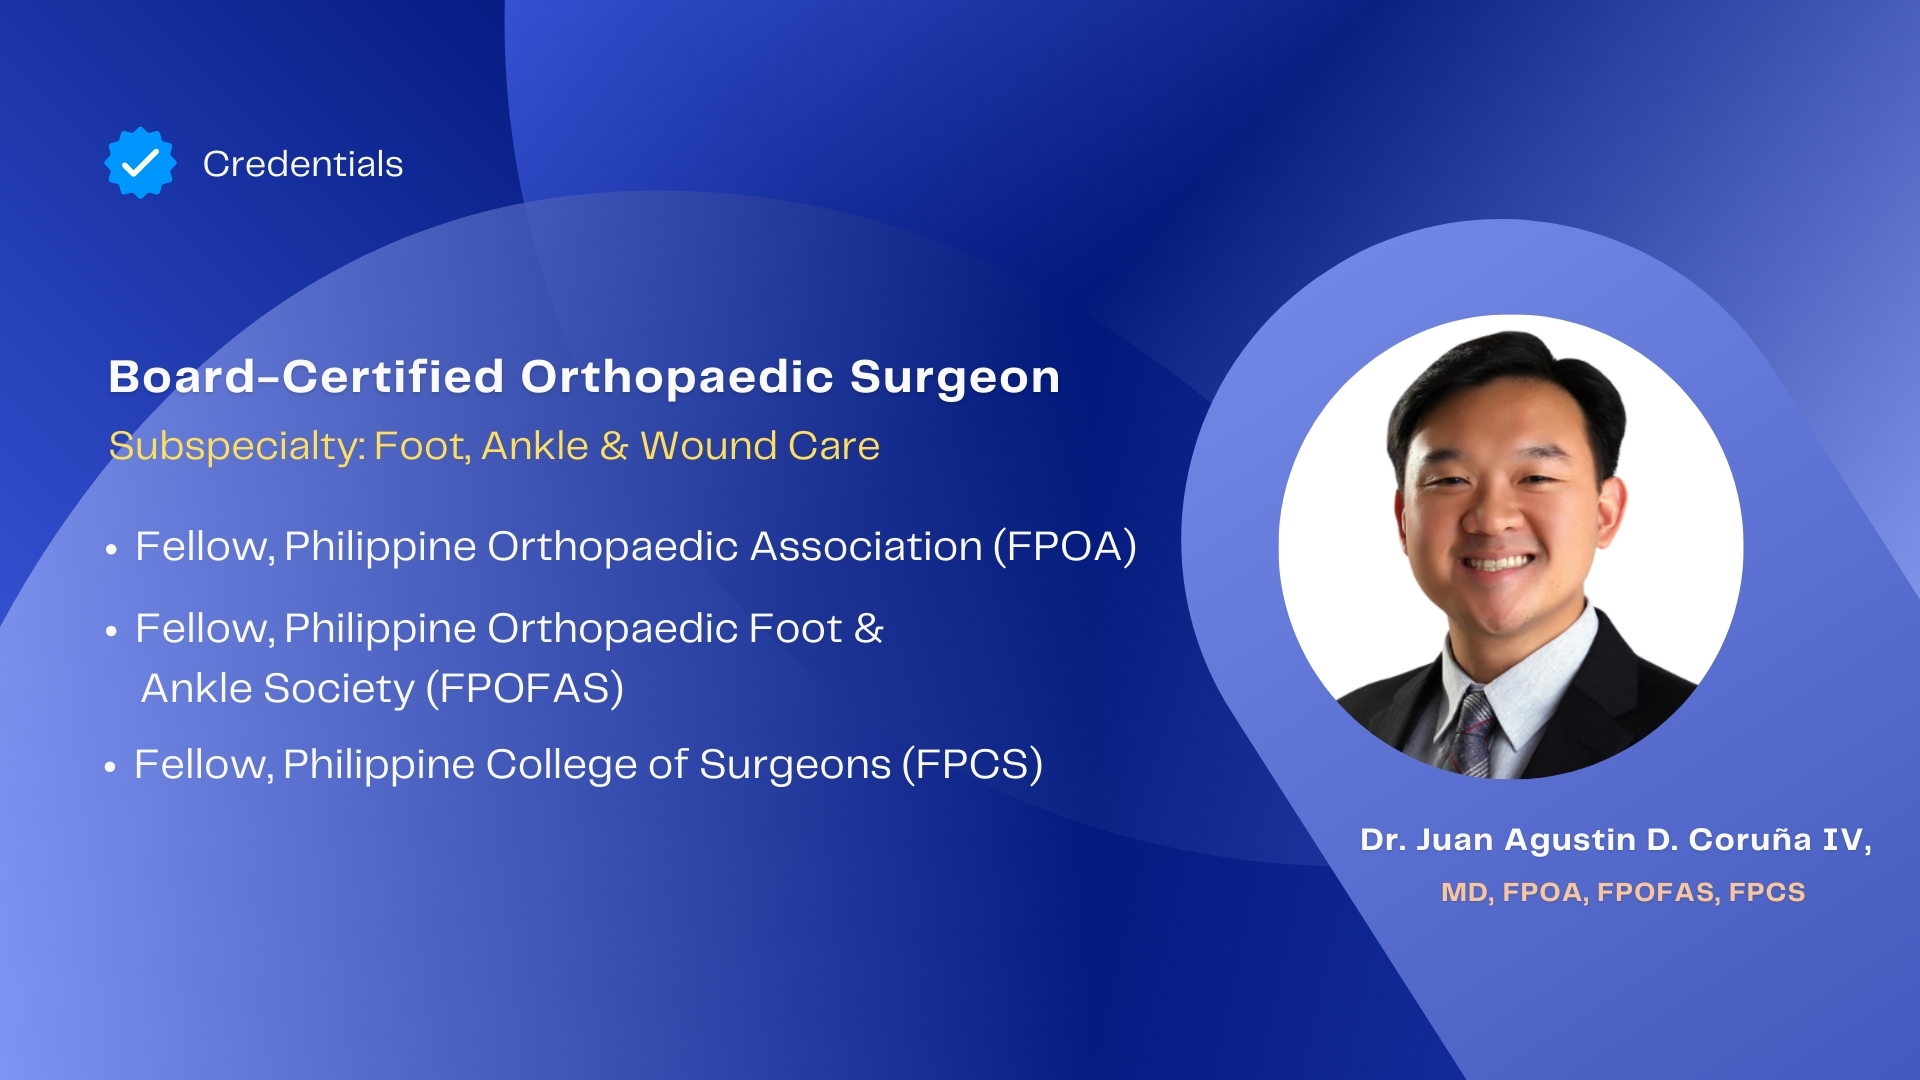 Credentials
Board-Certified Orthopaedic Surgeon
Subspecialty: Foot, Ankle & Wound Care
• Fellow, Philippine Orthopaedic Association (FPOA)
• Fellow, Philippine Orthopaedic Foot &
Ankle Society (FPOFAS)
• Fellow, Philippine College of Surgeons (FPCS)
Dr. Juan Agustin D. Coruña IV,
MD, FPOA, FPOFAS, FPCS